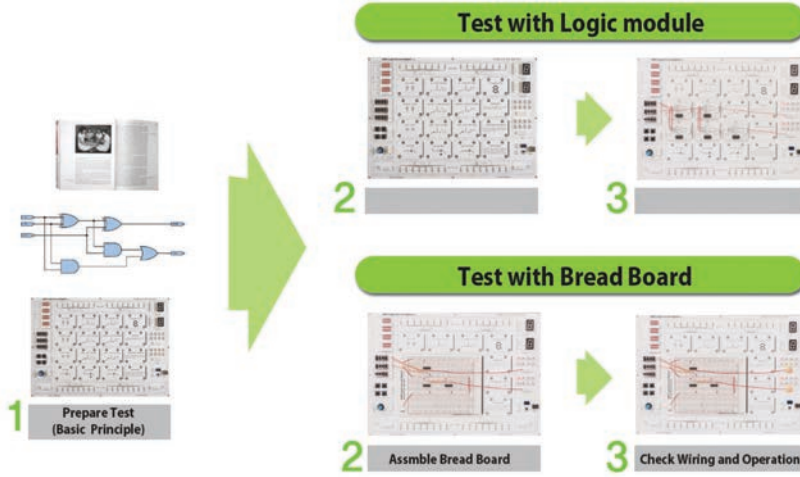 Test with Logic module
2
3
1
Prepare Test
(Basic Principle)
Test with Bread Board
2
Assmble Bread Board
3
Check Wiring and Operation